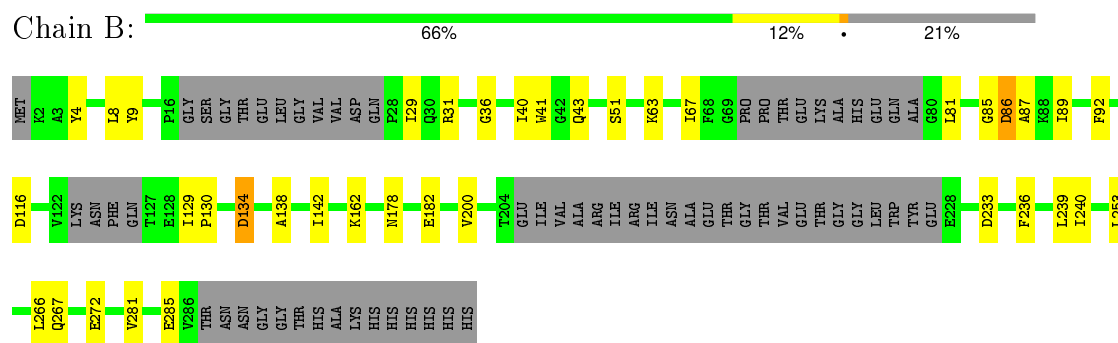 Chain B:
66% 12% • 21%
MET K2 A3 Y4 L8 Y9 P16 GLY SER GLY THR GLU LEU GLY VAL VAL ASP GLN P28 I29 Q30 R31 G36 I40 W41 G42 Q43 S51 K63 I67 F68 G69 PRO PRO THR GLU LYS ALA HIS GLU GLN ALA G80 L81 G85 D86 A87 K88 I89 F92
D116 V122 LYS ASN PHE GLN T127 E128 I129 P130 D134 A138 I142 K162 N178 E182 V200 T204 GLU ILE VAL ALA ARG ILE ARG ILE ASN ALA GLU THR GLY THR VAL GLU THR GLY GLY LEU TRP TYR GLU E228 D233 F236 L239 I240
L266 Q267 E272 V281 E285 V286 THR ASN ASN GLY GLY THR HIS ALA LYS HIS HIS HIS HIS HIS HIS